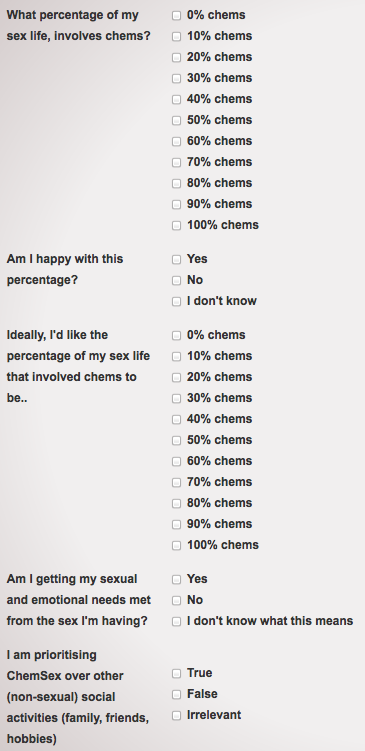 What percentage of my
sex life, involves chems?
0% chems
10% chems
20% chems
30% chems
40% chems
50% chems
60% chems
70% chems
80% chems
90% chems
100% chems
Am I happy with this
percentage?
Yes
No
I don't know
Ideally, I'd like the
percentage of my sex life
that involved chems to
be..
0% chems
10% chems
20% chems
30% chems
40% chems
50% chems
60% chems
70% chems
80% chems
90% chems
100% chems
Am I getting my sexual
and emotional needs met
from the sex I'm having?
Yes
No
I don't know what this means
I am prioritising
ChemSex over other
(non-sexual) social
activities (family, friends,
hobbies)
True
False
Irrelevant